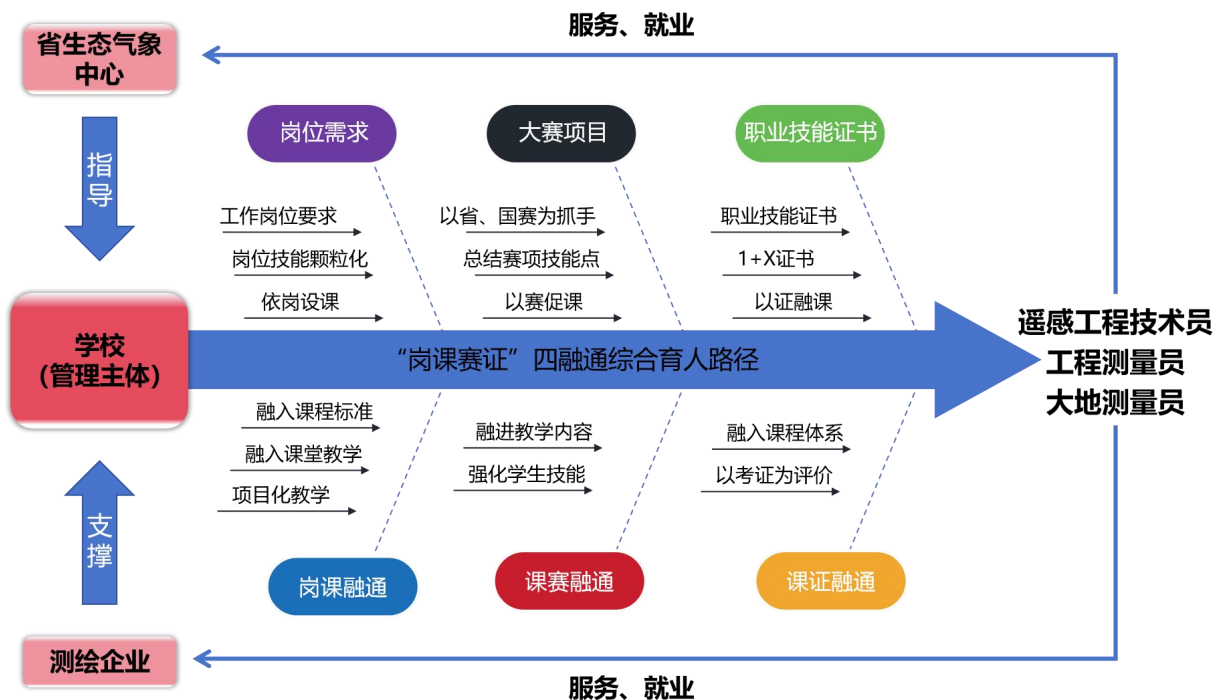 服务、就业
省生态气象
中心
指导
岗位需求
大赛项目
职业技能证书
工作岗位要求
以省、国赛为抓手
职业技能证书
岗位技能颗粒化
总结赛项技能点
1+X证书
依岗设课
以赛促课
以证融课
学校
（管理主体）
“岗课赛证”四融通综合育人路径
遥感工程技术员
工程测量员
大地测量员
融入课程标准
融进教学内容
融入课程体系
融入课堂教学
强化学生技能
以考证为评价
项目化教学
支撑
岗课融通
课赛融通
课证融通
测绘企业
服务、就业